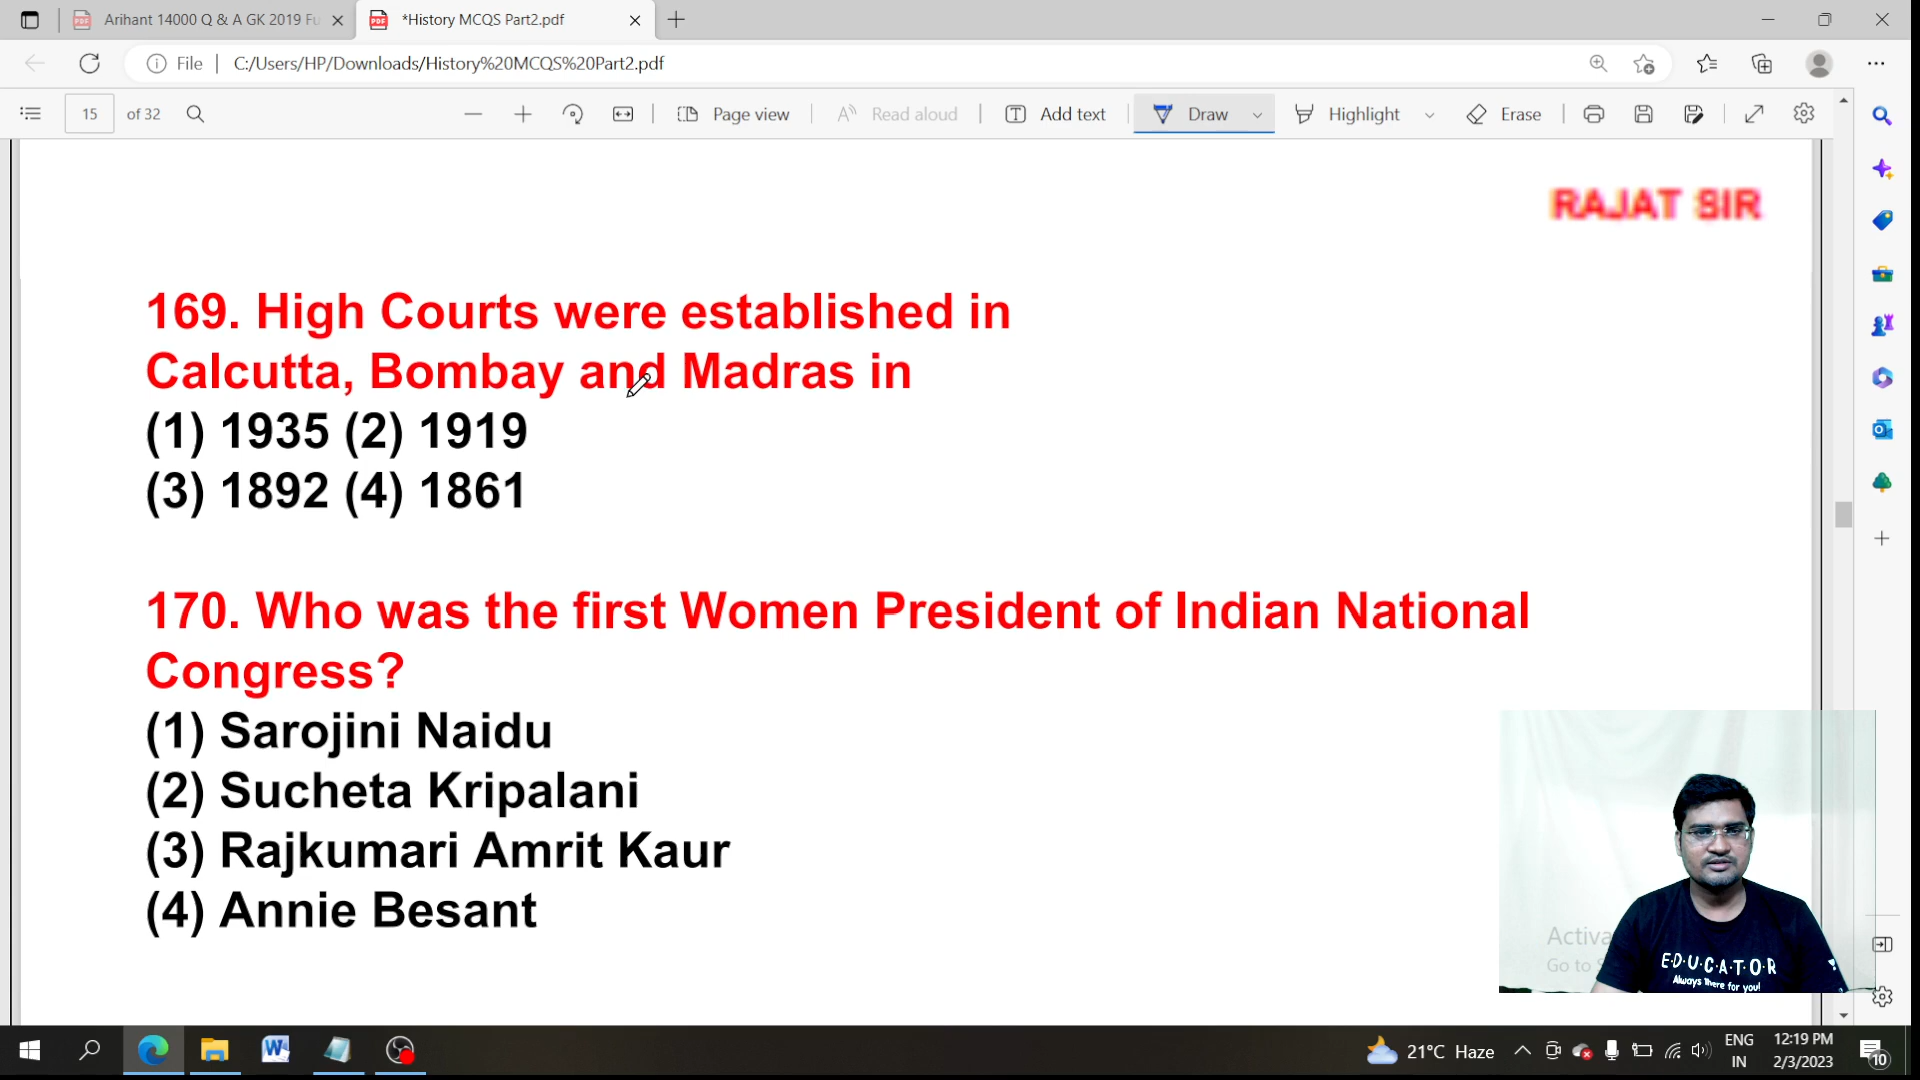 Arihant 14000 Q & A GK 2019 Fu
*History MCQS Part2.pdf
File
C:/Users/HP/Downloads/History%20MCQS%20Part2.pdf
15 of 32
Page view
Read aloud
Add text
Draw
Highlight
Erase
RAJAT SIR
169. High Courts were established in
Calcutta, Bombay and Madras in
(1) 1935 (2) 1919
(3) 1892 (4) 1861
170. Who was the first Women President of Indian National
Congress?
(1) Sarojini Naidu
(2) Sucheta Kripalani
(3) Rajkumari Amrit Kaur
(4) Annie Besant
Activa
Go to
E·D·U·C·A·T·O·R
Always There for you!
21°C Haze
ENG
IN
12:19 PM
2/3/2023
10